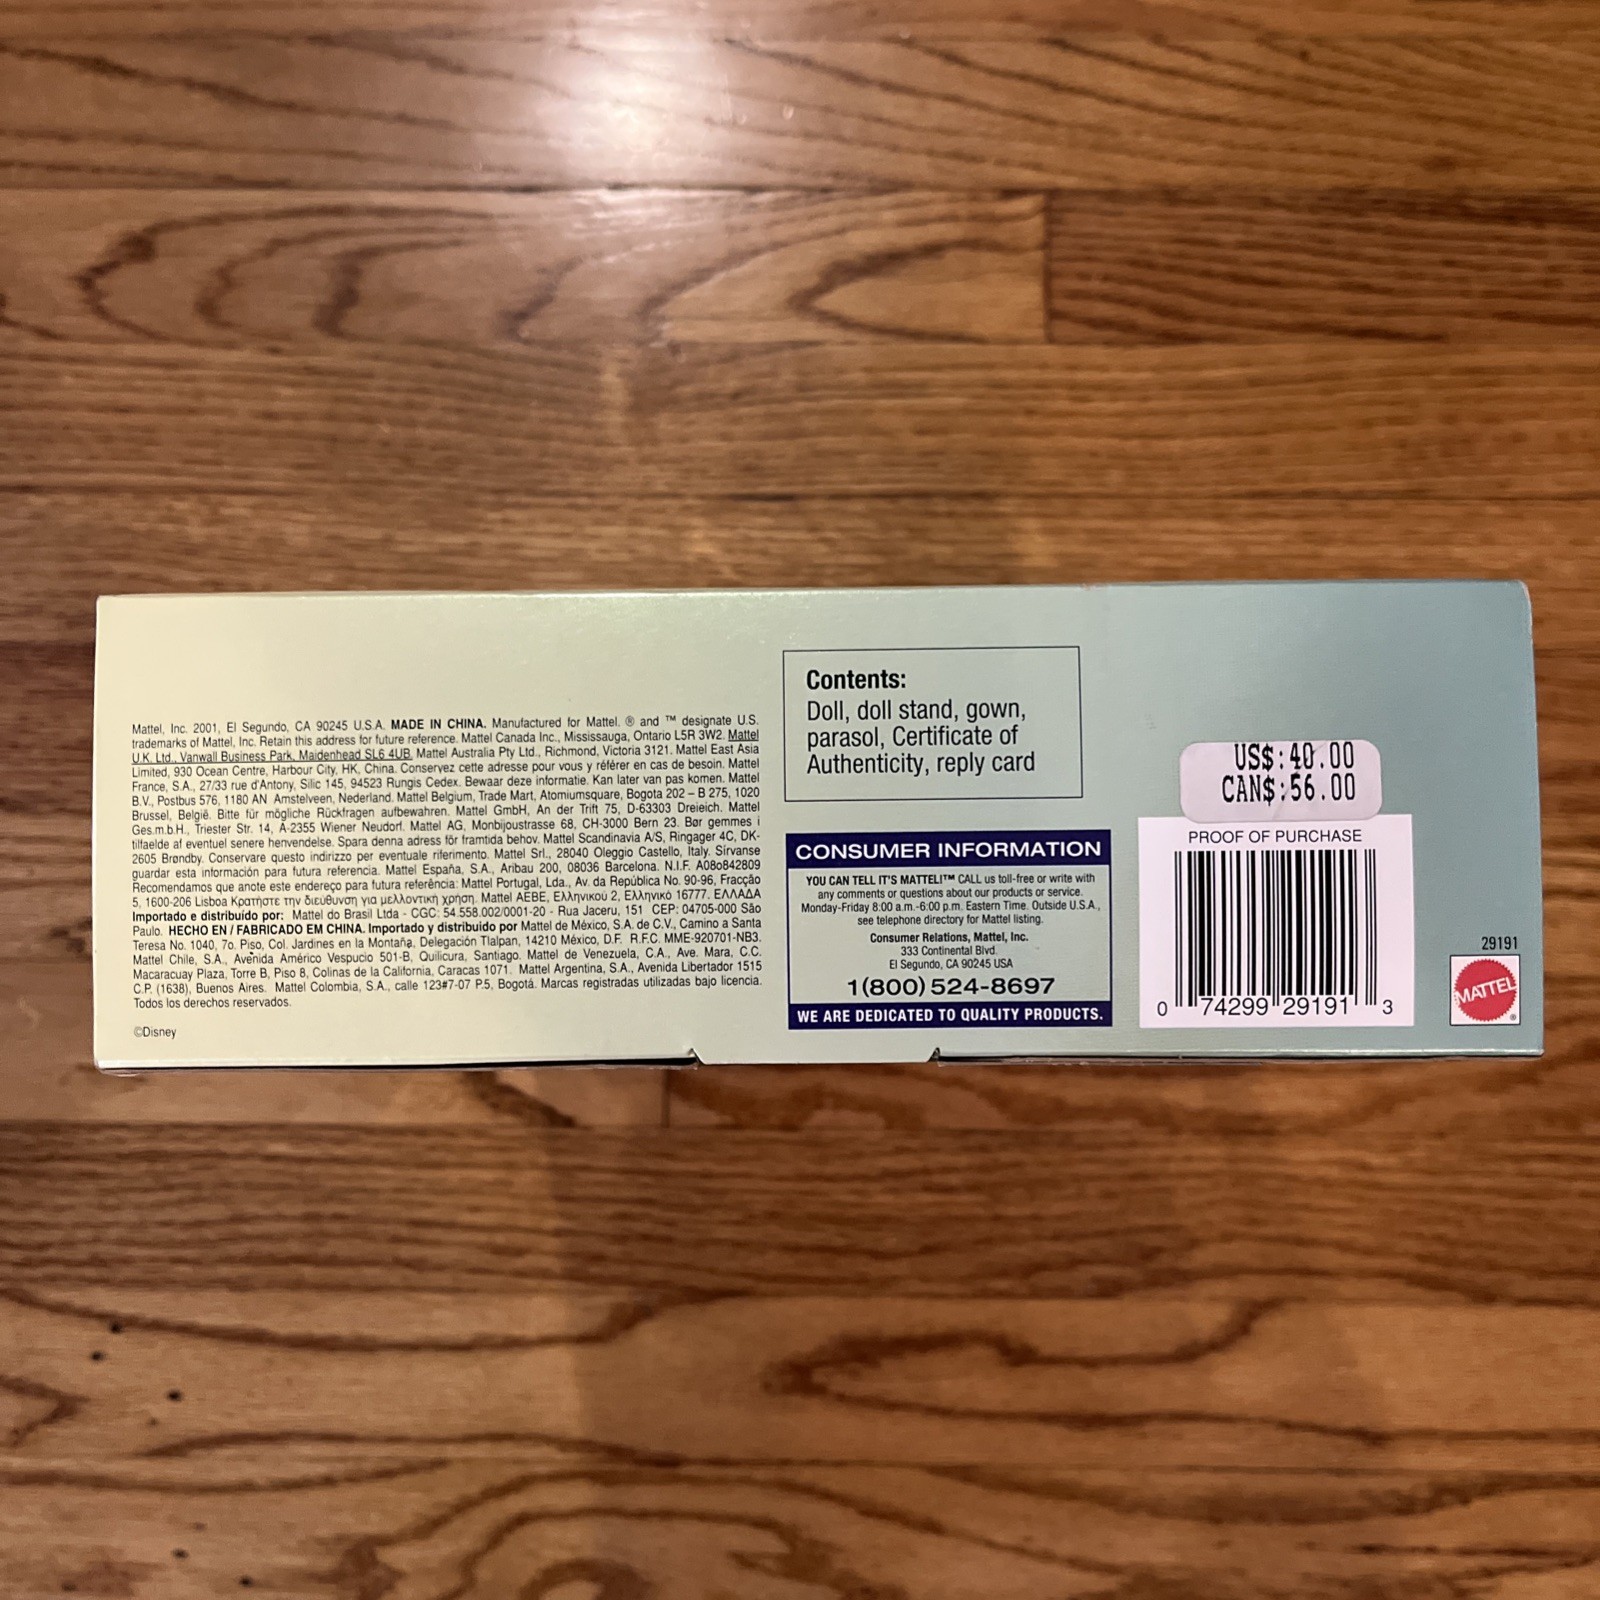 Mattel, Inc. 2001, El Segundo, CA 90245 U.S.A. MADE IN CHINA. Manufactured for Mattel. ® and ™ designate U.S.
trademarks of Mattel, Inc. Retain this address for future reference. Mattel Canada Inc., Mississauga, Ontario L5R 3W2. Mattel
U.K. Ltd., Vanwall Business Park, Maidenhead SL6 4UB. Mattel Australia Pty Ltd., Richmond, Victoria 3121. Mattel East Asia
Limited, 930 Ocean Centre, Harbour City, HK, China. Conservez cette adresse pour vous y référer en cas de besoin. Mattel
France, S.A., 27/33 rue d'Antony, Silic 145, 94523 Rungis Cedex. Bewaar deze informatie. Kan later van pas komen. Mattel
B.V., Postbus 576, 1180 AN Amstelveen, Nederland. Mattel Belgium, Trade Mart, Atomiumsquare, Bogota 202 – B 275, 1020
Brussel, België. Bitte für mögliche Rückfragen aufbewahren. Mattel GmbH, An der Trift 75, D-63303 Dreieich. Mattel
Ges.m.b.H., Triester Str. 14, A-2355 Wiener Neudorf. Mattel AG, Monbijoustrasse 68, CH-3000 Bern 23. Bør gemmes i
tilfaelde af eventuel senere henvendelse. Spara denna adress för framtida behov. Mattel Scandinavia A/S, Ringager 4C, DK-
2605 Brøndby. Conservare questo indirizzo per eventuale riferimento. Mattel Srl., 28040 Oleggio Castello, Italy. Sírvanse
guardar esta información para futura referencia. Mattel España, S.A., Aribau 200, 08036 Barcelona. N.I.F. A08o842809
Recomendamos que anote este endereço para futura referência: Mattel Portugal, Lda., Av. da República No. 90-96, Fracção
5, 1600-206 Lisboa Κρατήστε την διεύθυνση για μελλοντική χρήση. Mattel AEBE, Ελληνικού 2, Ελληνικό 16777. ΕΛΛΑΔΑ
Importado e distribuído por: Mattel do Brasil Ltda - CGC: 54.558.002/0001-20 - Rua Jaceru, 151 CEP: 04705-000 São
Paulo. HECHO EN / FABRICADO EM CHINA. Importado y distribuido por Mattel de México, S.A. de C.V., Camino a Santa
Teresa No. 1040, 7o. Piso, Col. Jardines en la Montaña, Delegación Tlalpan, 14210 México, D.F. R.F.C. MME-920701-NB3.
Mattel Chile, S.A., Avenida Américo Vespucio 501-B, Quilicura, Santiago. Mattel de Venezuela, C.A., Ave. Mara, C.C.
Macaracuay Plaza, Torre B, Piso 8, Colinas de la California, Caracas 1071. Mattel Argentina, S.A., Avenida Libertador 1515
C.P. (1638), Buenos Aires. Mattel Colombia, S.A., calle 123#7-07 P.5, Bogotá. Marcas registradas utilizadas bajo licencia.
Todos los derechos reservados.
©Disney
Contents:
Doll, doll stand, gown,
parasol, Certificate of
Authenticity, reply card
CONSUMER INFORMATION
YOU CAN TELL IT'S MATTEL!™ CALL us toll-free or write with
any comments or questions about our products or service.
Monday-Friday 8:00 a.m.-6:00 p.m. Eastern Time. Outside U.S.A.,
see telephone directory for Mattel listing.
Consumer Relations, Mattel, Inc.
333 Continental Blvd.
El Segundo, CA 90245 USA
1(800) 524-8697
WE ARE DEDICATED TO QUALITY PRODUCTS.
US$:40.00
CAN$:56.00
PROOF OF PURCHASE
0 74299 29191 3
29191
MATTEL
®